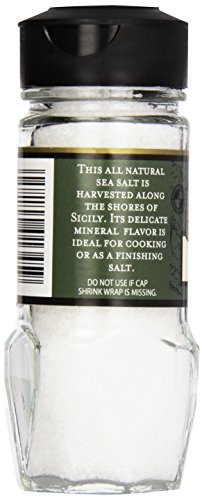 This all natural
sea salt is
harvested along
the shores of
Sicily. Its delicate
mineral flavor is
ideal for cooking
or as a finishing
salt.
DO NOT USE IF CAP
SHRINK WRAP IS MISSING.